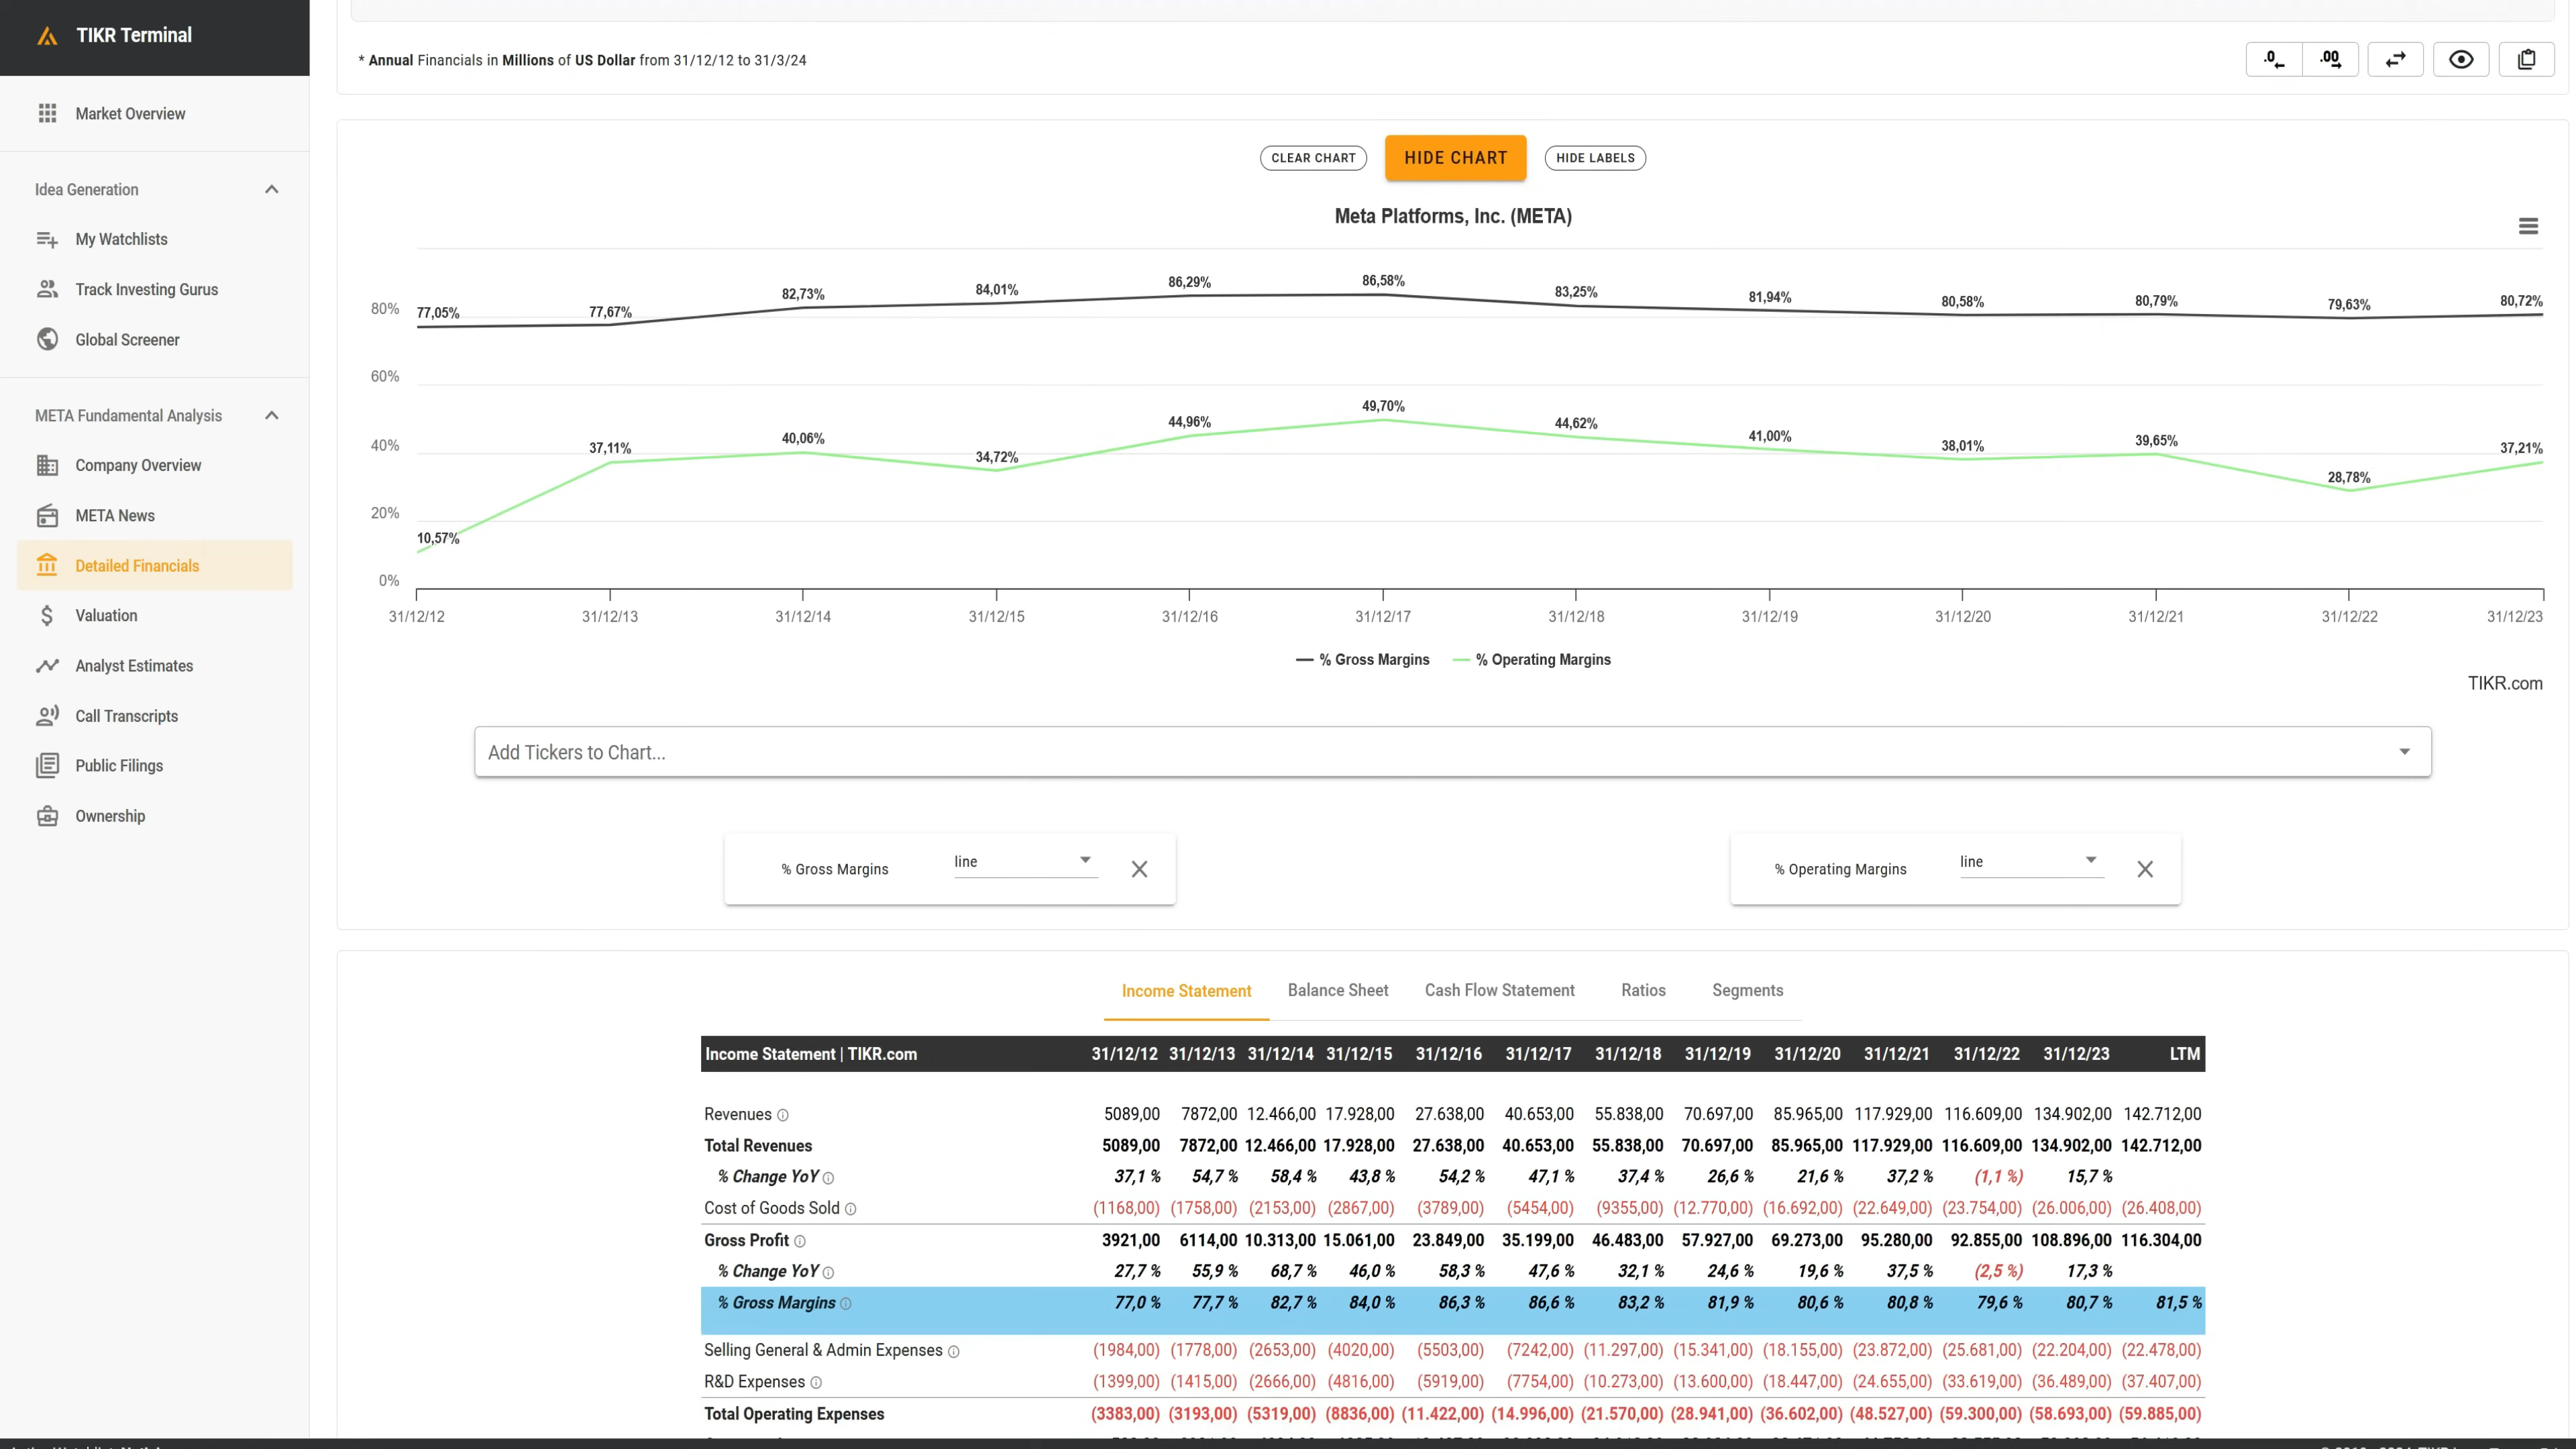 TIKR Terminal
Market Overview
Idea Generation
My Watchlists
Track Investing Gurus
Global Screener
META Fundamental Analysis
Company Overview
META News
Detailed Financials
Valuation
Analyst Estimates
Call Transcripts
Public Filings
Ownership
* Annual Financials in Millions of US Dollar from 31/12/12 to 31/3/24
.0 .00
CLEAR CHART HIDE CHART HIDE LABELS
Meta Platforms, Inc. (META)
80% 77,05% 77,67% 82,73% 84,01% 86,29% 86,58% 83,25% 81,94% 80,58% 80,79% 79,63% 80,72%
60%
40% 37,11% 40,06% 34,72% 44,96% 49,70% 44,62% 41,00% 38,01% 39,65% 28,78% 37,21%
20%
10,57%
0%
31/12/12 31/12/13 31/12/14 31/12/15 31/12/16 31/12/17 31/12/18 31/12/19 31/12/20 31/12/21 31/12/22 31/12/23
% Gross Margins % Operating Margins
TIKR.com
Add Tickers to Chart...
% Gross Margins line % Operating Margins line
Income Statement Balance Sheet Cash Flow Statement Ratios Segments
Income Statement | TIKR.com 31/12/12 31/12/13 31/12/14 31/12/15 31/12/16 31/12/17 31/12/18 31/12/19 31/12/20 31/12/21 31/12/22 31/12/23 LTM
Revenues 5089,00 7872,00 12.466,00 17.928,00 27.638,00 40.653,00 55.838,00 70.697,00 85.965,00 117.929,00 116.609,00 134.902,00 142.712,00
Total Revenues 5089,00 7872,00 12.466,00 17.928,00 27.638,00 40.653,00 55.838,00 70.697,00 85.965,00 117.929,00 116.609,00 134.902,00 142.712,00
% Change YoY 37,1 % 54,7 % 58,4 % 43,8 % 54,2 % 47,1 % 37,4 % 26,6 % 21,6 % 37,2 % (1,1 %) 15,7 %
Cost of Goods Sold (1168,00) (1758,00) (2153,00) (2867,00) (3789,00) (5454,00) (9355,00) (12.770,00) (16.692,00) (22.649,00) (23.754,00) (26.006,00) (26.408,00)
Gross Profit 3921,00 6114,00 10.313,00 15.061,00 23.849,00 35.199,00 46.483,00 57.927,00 69.273,00 95.280,00 92.855,00 108.896,00 116.304,00
% Change YoY 27,7 % 55,9 % 68,7 % 46,0 % 58,3 % 47,6 % 32,1 % 24,6 % 19,6 % 37,5 % (2,5 %) 17,3 %
% Gross Margins 77,0 % 77,7 % 82,7 % 84,0 % 86,3 % 86,6 % 83,2 % 81,9 % 80,6 % 80,8 % 79,6 % 80,7 % 81,5 %
Selling General & Admin Expenses (1984,00) (1778,00) (2653,00) (4020,00) (5503,00) (7242,00) (11.297,00) (15.341,00) (18.155,00) (23.872,00) (25.681,00) (22.204,00) (22.478,00)
R&D Expenses (1399,00) (1415,00) (2666,00) (4816,00) (5919,00) (7754,00) (10.273,00) (13.600,00) (18.447,00) (24.655,00) (33.619,00) (36.489,00) (37.407,00)
Total Operating Expenses (3383,00) (3193,00) (5319,00) (8836,00) (11.422,00) (14.996,00) (21.570,00) (28.941,00) (36.602,00) (48.527,00) (59.300,00) (58.693,00) (59.885,00)